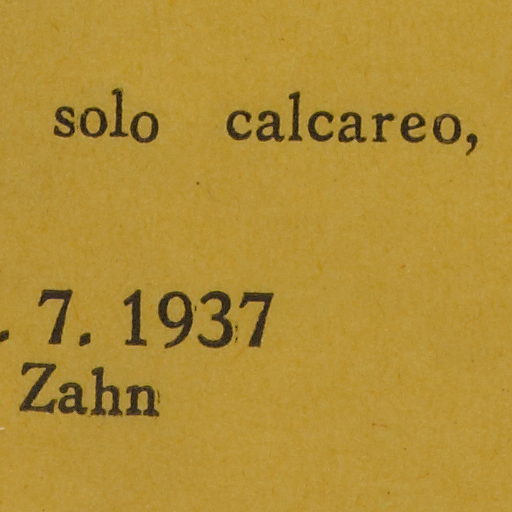 solo calcareo,
. 7. 1937
Zahn